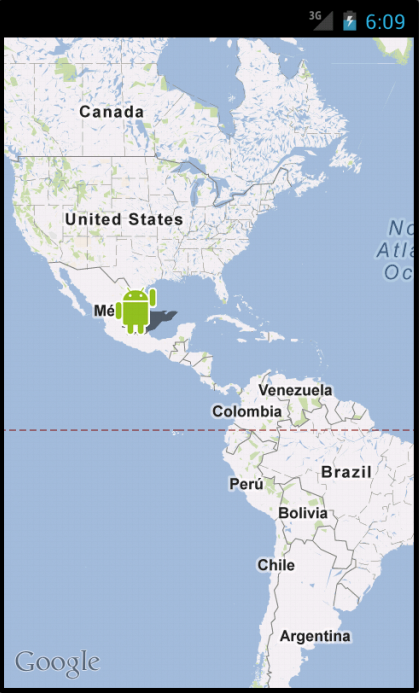 3G 6:09
Canada
United States
No
Atla
Oc
Mé
Venezuela
Colombia
Brazil
Perú
Bolivia
Chile
Argentina
Google